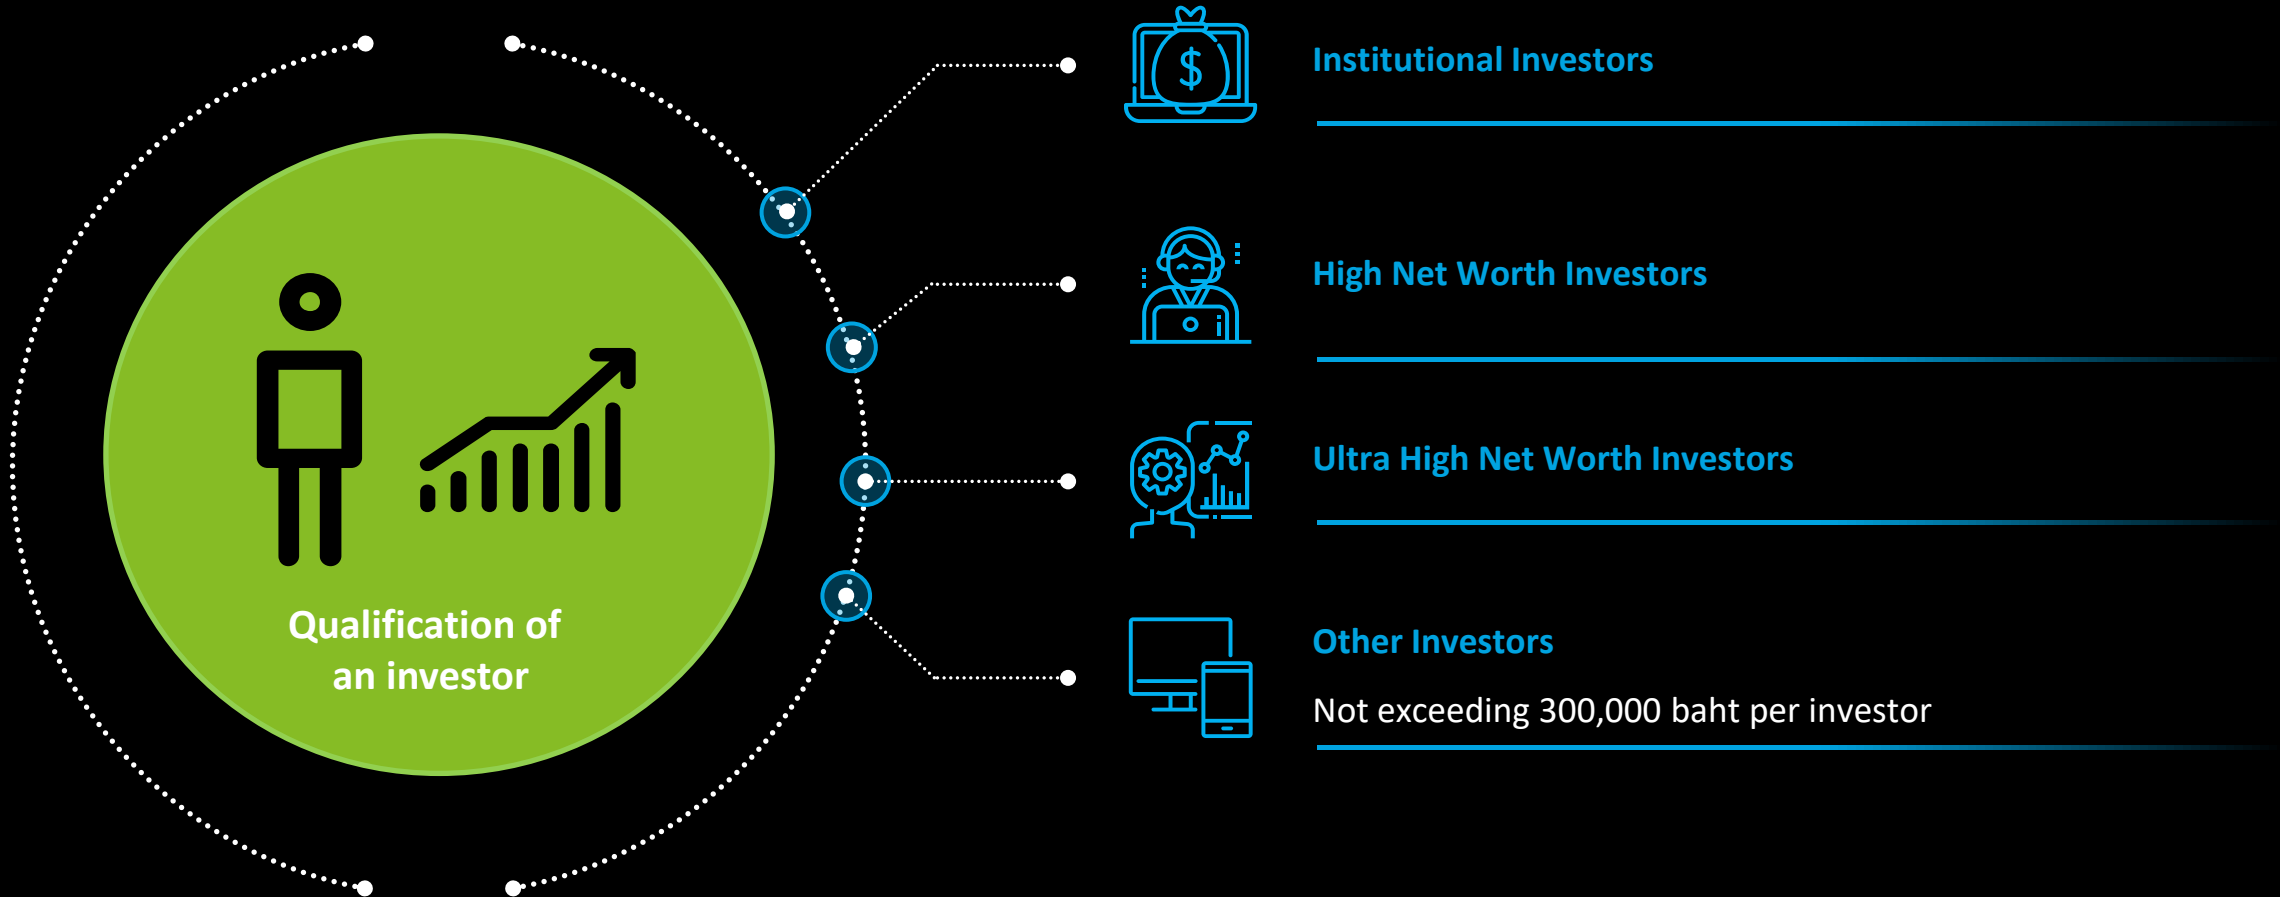 Qualification of
an investor
Institutional Investors
High Net Worth Investors
Ultra High Net Worth Investors
Other Investors
Not exceeding 300,000 baht per investor